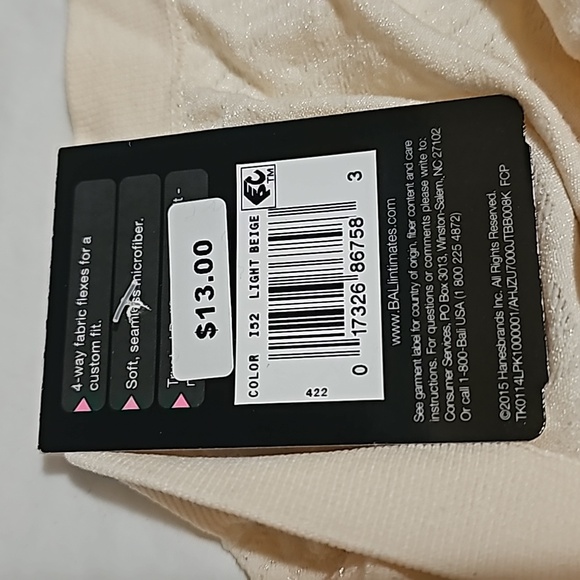 4-way fabric flexes for a
custom fit.
Soft, seamless microfiber.
$13.00
COLOR I52 LIGHT BEIGE
TM
0 17326 86758 3
422
www.BALIintimates.com
See garment label for country of origin, fiber content and care
instructions. For questions or comments please write to:
Consumer Services, PO Box 3013, Winston-Salem, NC 27102
Or call 1-800-Bali USA (1 800 225 4872)
©2015 Hanesbrands Inc. All Rights Reserved.
TK0114LPK1000001/AHJZU7000JTB8008K FCP